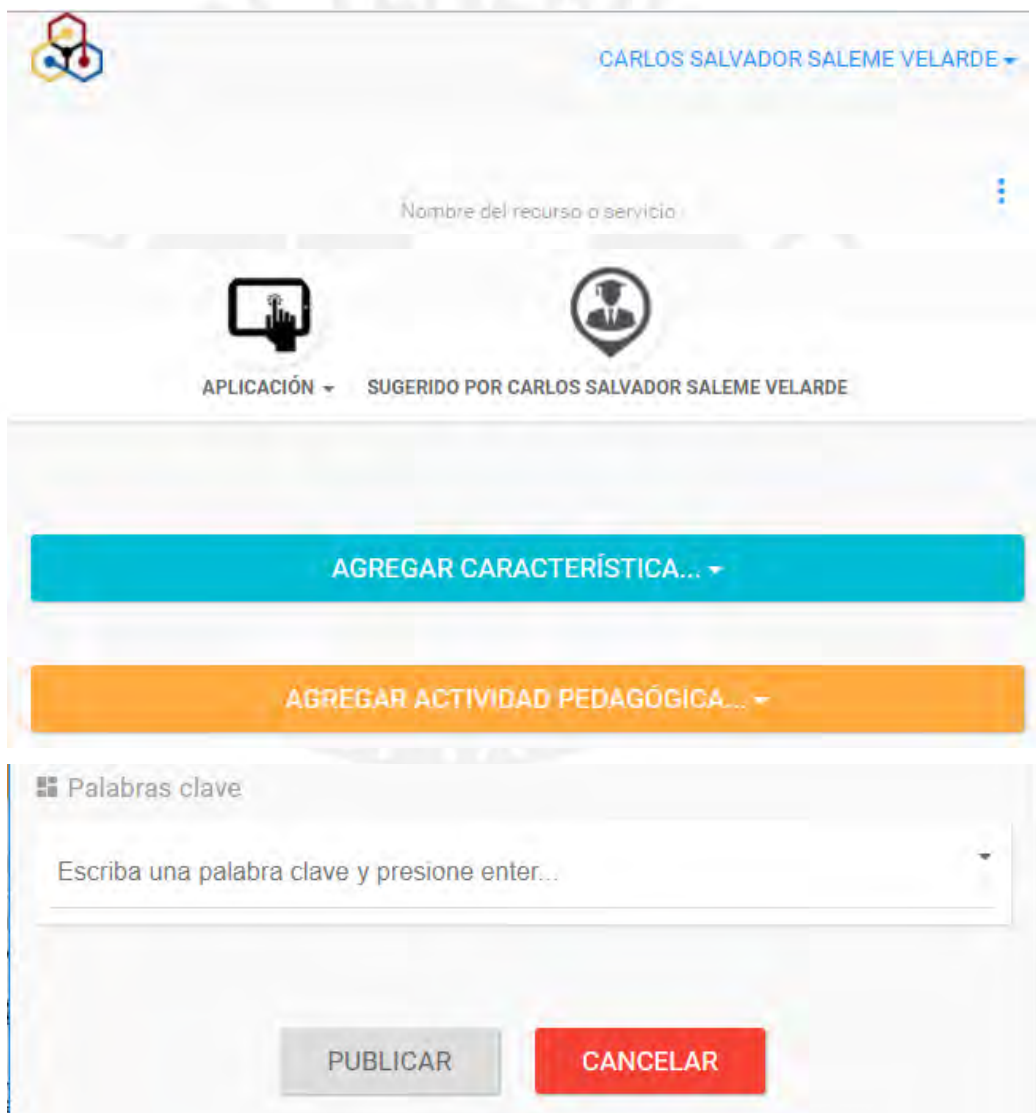 CARLOS SALVADOR SALEME VELARDE
Nombre del recurso o servicio
APLICACIÓN SUGERIDO POR CARLOS SALVADOR SALEME VELARDE
AGREGAR CARACTERÍSTICA...
AGREGAR ACTIVIDAD PEDAGÓGICA...
Palabras clave
Escriba una palabra clave y presione enter...
PUBLICAR CANCELAR